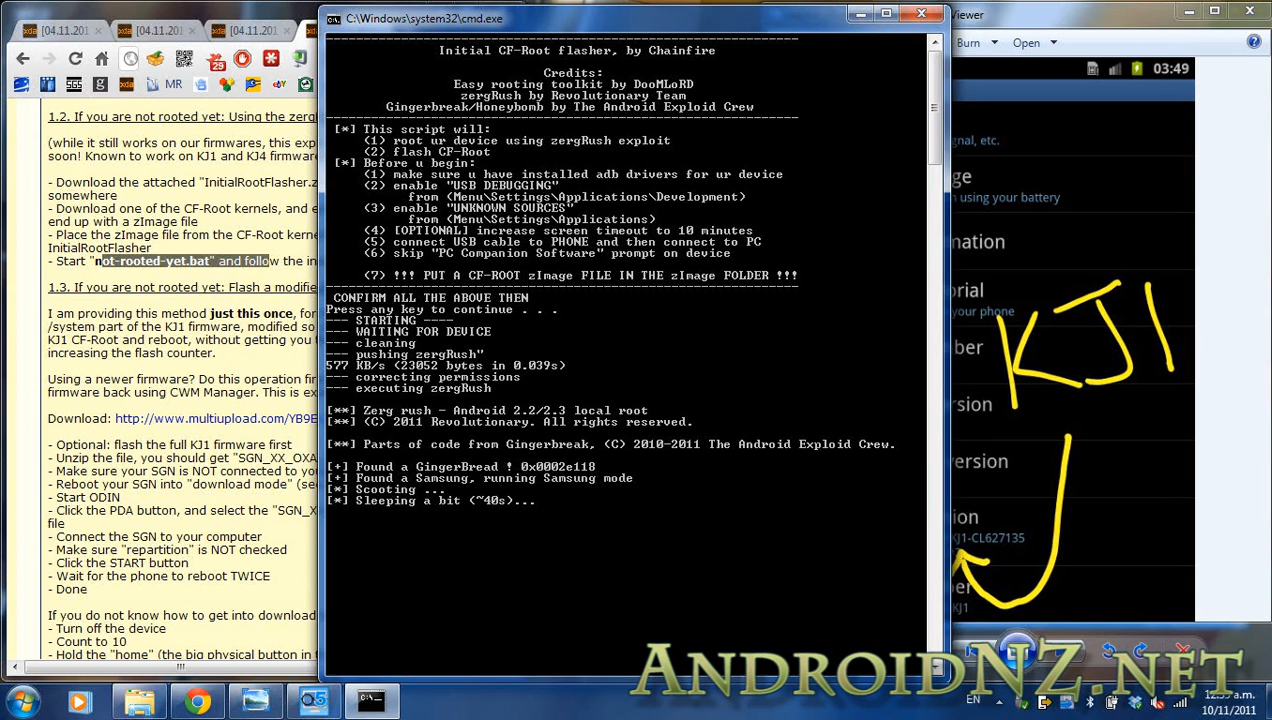 C:\Windows\system32\cmd.exe
Viewer
[04.11.201
[04.11.201
[04.11.201
Burn
Open
25
MR
1.2. If you are not rooted yet: Using the zerg
(while it still works on our firmwares, this exp
soon! Known to work on KJ1 and KJ4 firmware
- Download the attached "InitialRootFlasher.z
somewhere
- Download one of the CF-Root kernels, and e
end up with a zImage file
- Place the zImage file from the CF-Root kerne
InitialRootFlasher
- Start "not-rooted-yet.bat" and follow the in
1.3. If you are not rooted yet: Flash a modifie
I am providing this method just this once, for
/system part of the KJ1 firmware, modified so
KJ1 CF-Root and reboot, without getting you t
increasing the flash counter.
Using a newer firmware? Do this operation fir
firmware back using CWM Manager. This is ex
Download: http://www.multiupload.com/YB9E
- Optional: flash the full KJ1 firmware first
- Unzip the file, you should get "SGN_XX_OXA
- Make sure your SGN is NOT connected to yo
- Reboot your SGN into "download mode" (see
- Start ODIN
- Click the PDA button, and select the "SGN_X
file
- Connect the SGN to your computer
- Make sure "repartition" is NOT checked
- Click the START button
- Wait for the phone to reboot TWICE
- Done
If you do not know how to get into download
- Turn off the device
- Count to 10
- Hold the "home" (the big physical button in t
Initial CF-Root flasher, by Chainfire
Credits:
Easy rooting toolkit by DooMLoRD
zergRush by Revolutionary Team
Gingerbreak/Honeybomb by The Android Exploid Crew
[*] This script will:
(1) root ur device using zergRush exploit
(2) flash CF-Root
[*] Before u begin:
(1) make sure u have installed adb drivers for ur device
(2) enable "USB DEBUGGING"
from (Menu\Settings\Applications\Development)
(3) enable "UNKNOWN SOURCES"
from (Menu\Settings\Applications)
(4) [OPTIONAL] increase screen timeout to 10 minutes
(5) connect USB cable to PHONE and then connect to PC
(6) skip "PC Companion Software" prompt on device
(7) !!! PUT A CF-ROOT zImage FILE IN THE zImage FOLDER !!!
CONFIRM ALL THE ABOVE THEN
Press any key to continue . . .
--- STARTING ----
--- WAITING FOR DEVICE
--- cleaning
--- pushing zergRush"
577 KB/s (23052 bytes in 0.039s)
--- correcting permissions
--- executing zergRush
[**] Zerg rush - Android 2.2/2.3 local root
[**] (C) 2011 Revolutionary. All rights reserved.
[**] Parts of code from Gingerbreak, (C) 2010-2011 The Android Exploid Crew.
[+] Found a GingerBread ! 0x0002e118
[+] Found a Samsung, running Samsung mode
[*] Scooting ...
[*] Sleeping a bit (~40s)...
03:49
gnal, etc.
ge
on using your battery
mation
orial
your phone
ber
KJ1
rsion
version
ion
KJ1-CL627135
ber
KJ1
ANDROIDNZ.NET
EN
10/11/2011